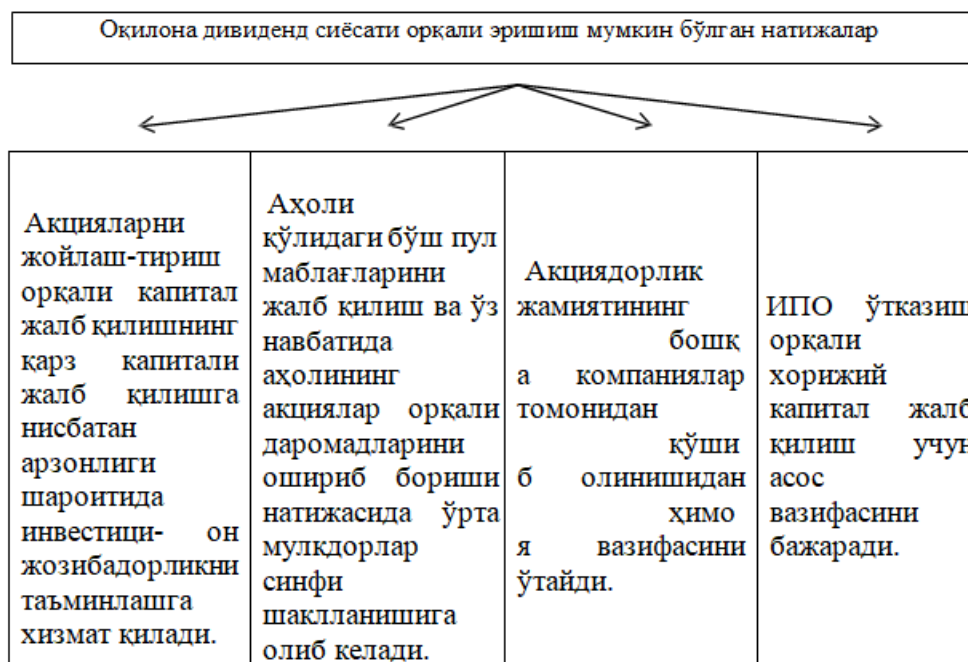 Оқилона дивиденд сиёсати орқали эришиш мумкин бўлган натижалар
Акцияларни
жойлаш-тириш
орқали капитал
жалб қилишнинг
қарз капитали
жалб қилишга
нисбатан
арзонлиги
шароитида
инвестици- он
жозибадорликни
таъминлашга
хизмат қилади.
Аҳоли
қўлидаги бўш пул
маблағларини
жалб қилиш ва ўз
навбатида
аҳолининг
акциялар орқали
даромадларини
ошириб бориши
натижасида ўрта
мулкдорлар
синфи
шаклланишига
олиб келади.
Акциядорлик
жамиятининг
бошқ
а компаниялар
томонидан
қўши
б олинишидан
ҳимо
я вазифасини
ўтайди.
ИПО ўтказиш
орқали
хорижий
капитал жалб
қилиш учун
асос
вазифасини
бажаради.